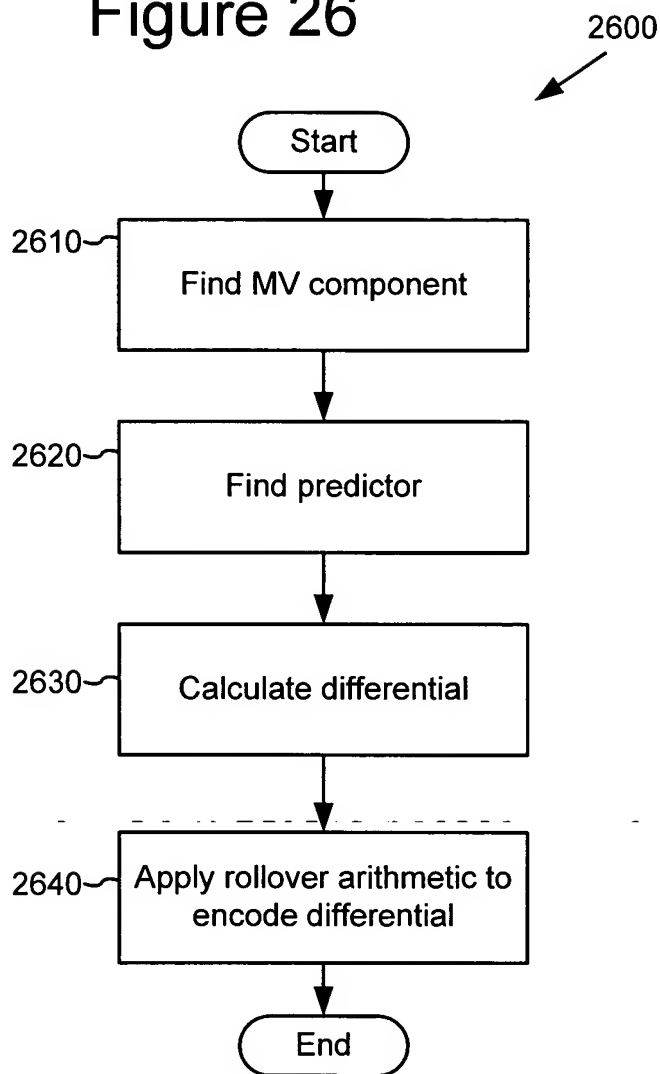 Figure 26
2600
Start
2610
Find MV component
2620
Find predictor
2630
Calculate differential
2640
Apply rollover arithmetic to
encode differential
End